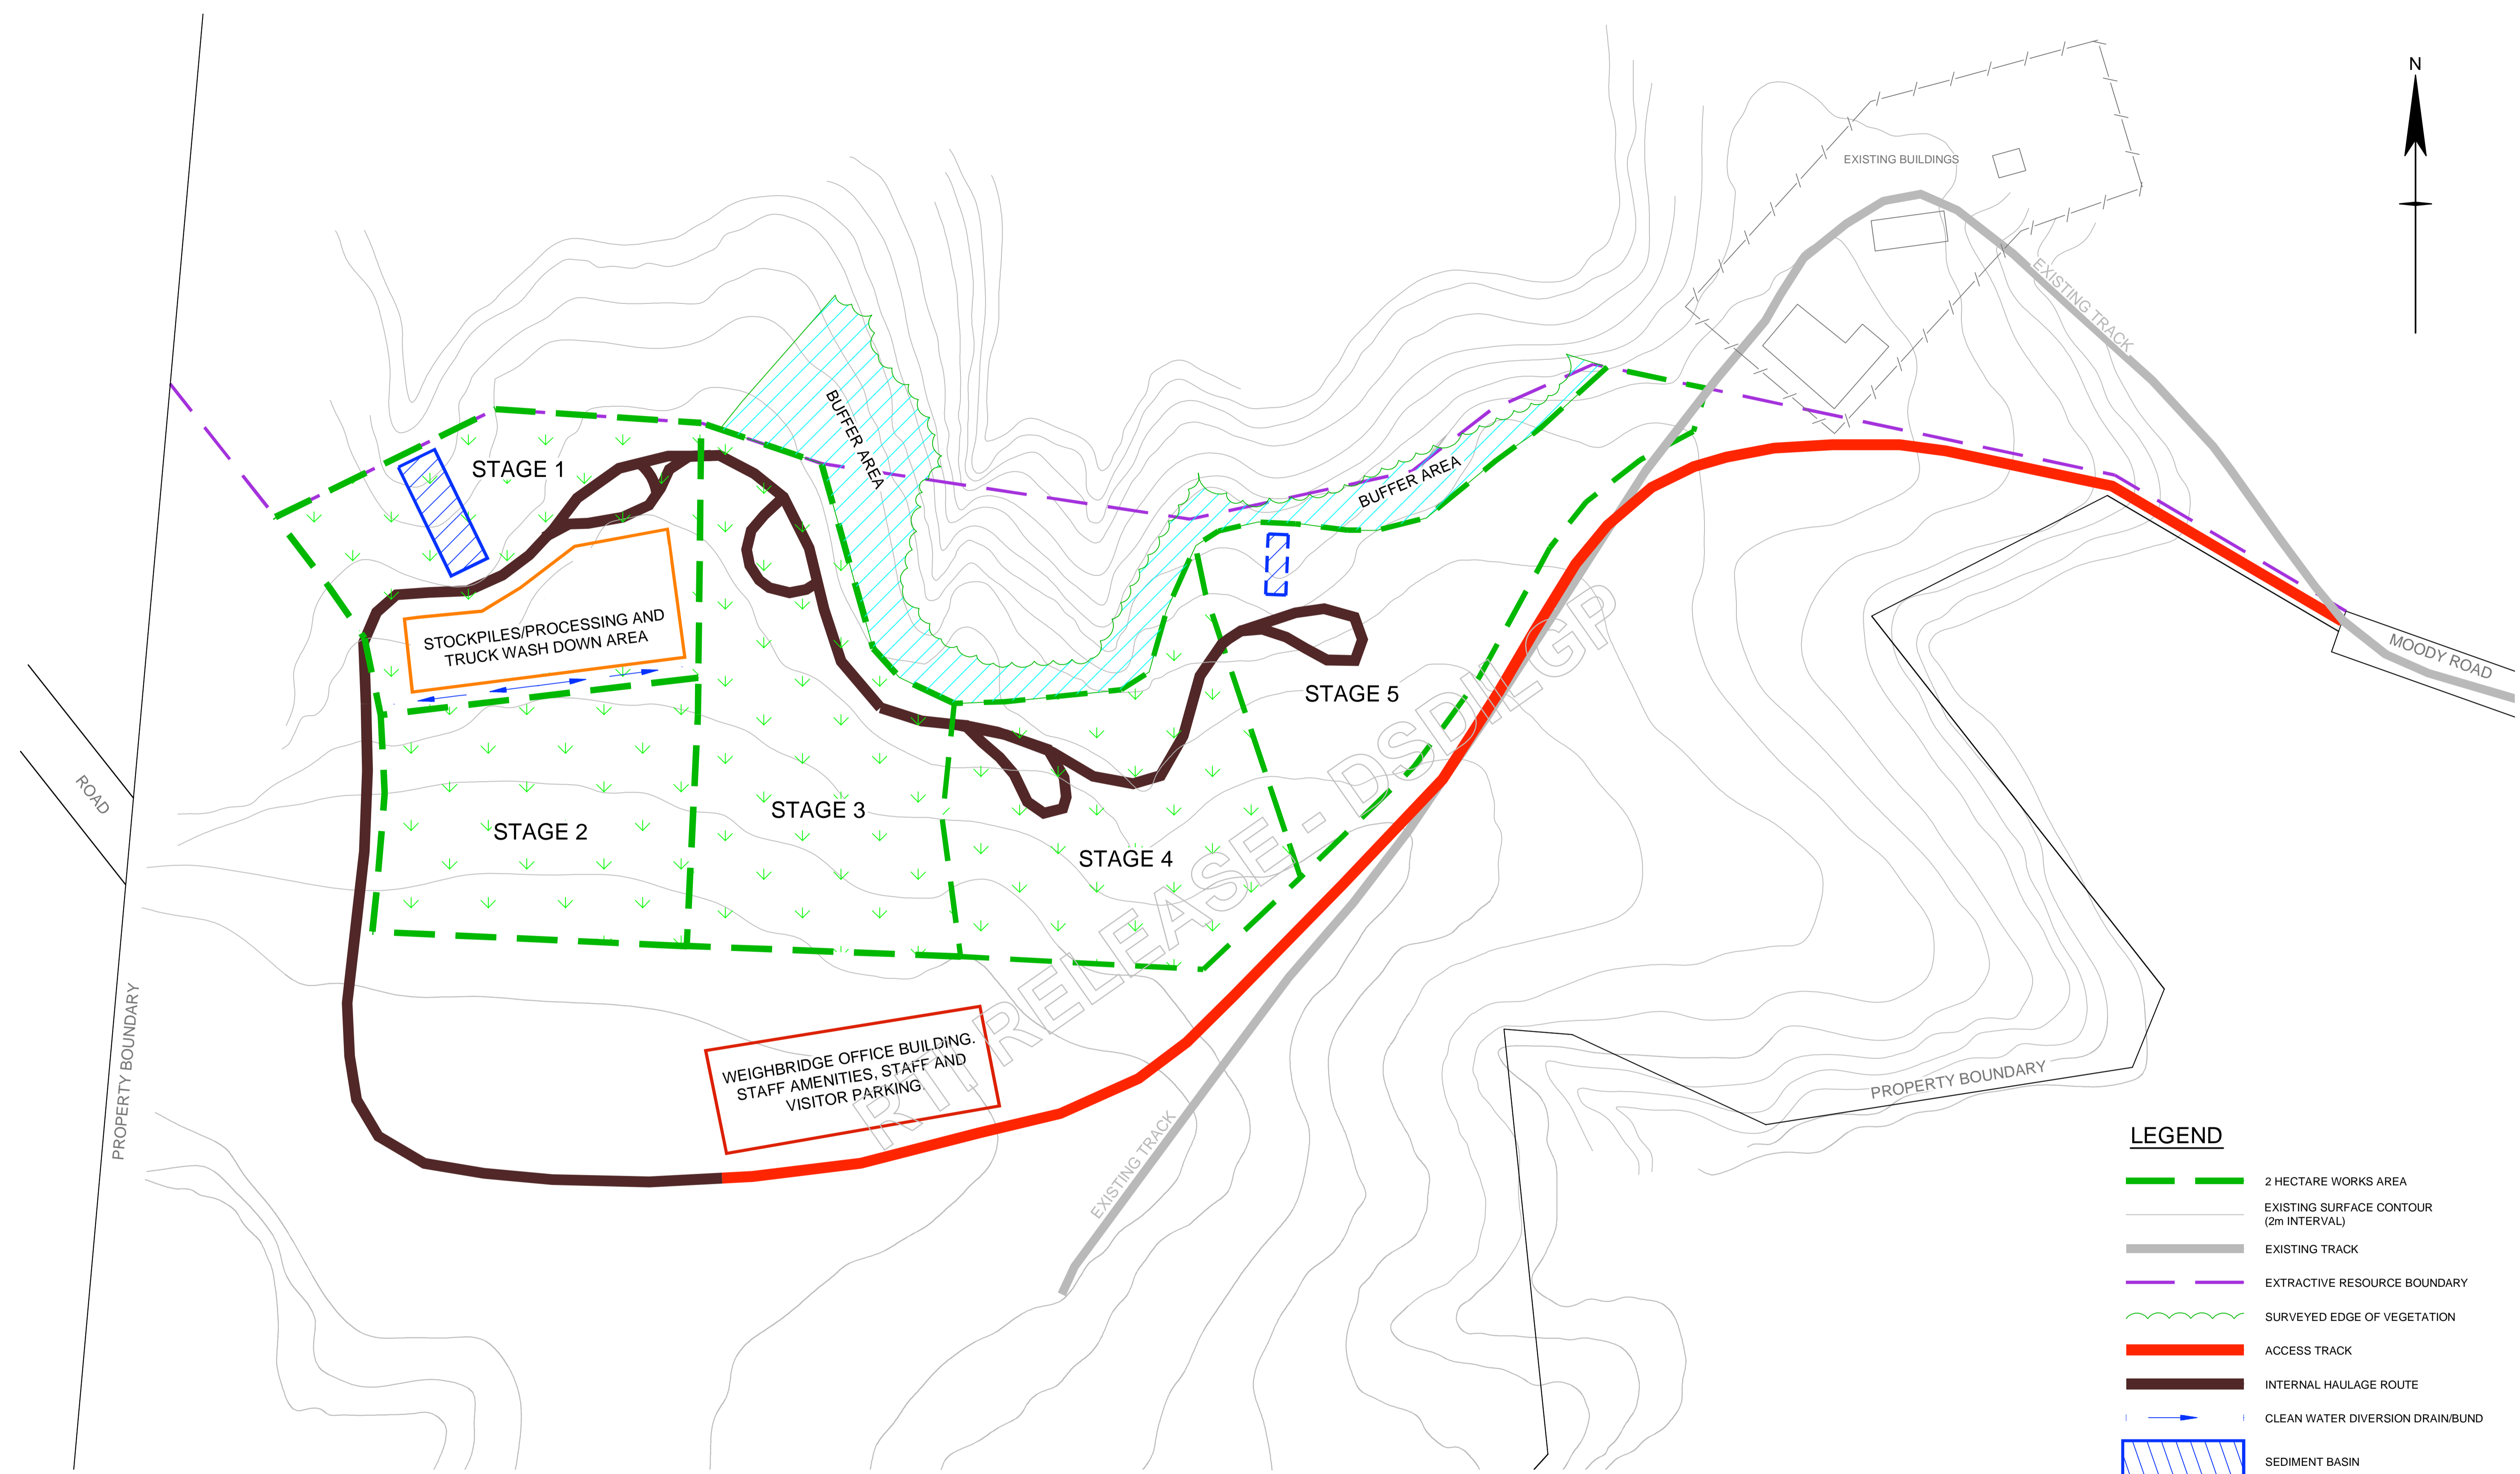 N
EXISTING BUILDINGS
EXISTING TRACK
BUFFER AREA
BUFFER AREA
STAGE 1
STOCKPILES/PROCESSING AND
TRUCK WASH DOWN AREA
MOODY ROAD
STAGE 5
ROAD
STAGE 3
STAGE 2
STAGE 4
RTI RELEASE - DSDILGP
PROPERTY BOUNDARY
WEIGHBRIDGE OFFICE BUILDING.
STAFF AMENITIES, STAFF AND
VISITOR PARKING.
PROPERTY BOUNDARY
EXISTING TRACK
LEGEND
2 HECTARE WORKS AREA
EXISTING SURFACE CONTOUR
(2m INTERVAL)
EXISTING TRACK
EXTRACTIVE RESOURCE BOUNDARY
SURVEYED EDGE OF VEGETATION
ACCESS TRACK
INTERNAL HAULAGE ROUTE
CLEAN WATER DIVERSION DRAIN/BUND
SEDIMENT BASIN